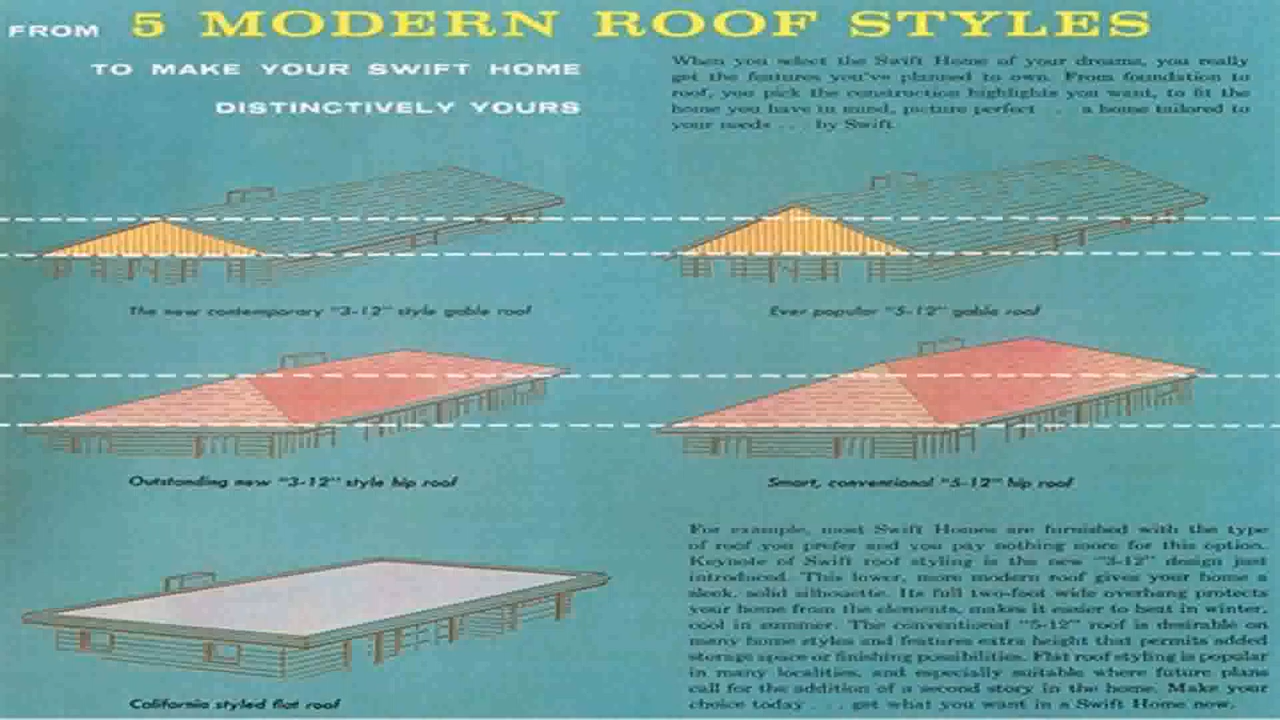 FROM 5 MODERN ROOF STYLES
TO MAKE YOUR SWIFT HOME
DISTINCTIVELY YOURS
When you select the Swift Home of your dreams, you really
get the features you've planned to own. From foundation to
roof, you pick the construction highlights you want, to fit the
home you have in mind, picture perfect . . a home tailored to
your needs . . . by Swift.
The new contemporary "3-12" style gable roof
Ever popular "5-12" gable roof
Outstanding new "3-12" style hip roof
Smart, conventional "5-12" hip roof
For example, most Swift Homes are furnished with the type
of roof you prefer and you pay nothing more for this option.
Keynote of Swift roof styling is the new "3-12" design just
introduced. This lower, more modern roof gives your home a
sleek, solid silhouette. Its full two-foot wide overhang protects
your home from the elements, makes it easier to heat in winter,
cool in summer. The conventional "5-12" roof is desirable on
many home styles and features extra height that permits added
storage space or finishing possibilities. Flat roof styling is popular
in many localities, and especially suitable where future plans
call for the addition of a second story in the home. Make your
choice today . . . get what you want in a Swift Home now.
California styled flat roof